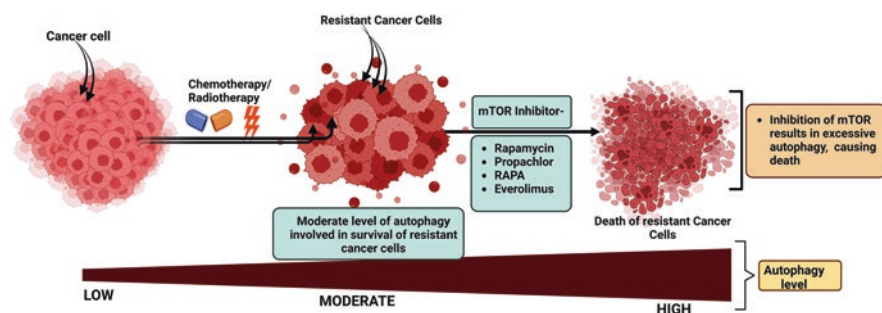 Resistant Cancer Cells
Cancer cell
Chemotherapy/
Radiotherapy
mTOR Inhibitor-
• Rapamycin
• Propachlor
• RAPA
• Everolimus
• Inhibition of mTOR
results in excessive
autophagy, causing
death
Moderate level of autophagy
involved in survival of resistant
cancer cells
Death of resistant Cancer
Cells
Autophagy
level
LOW
MODERATE
HIGH